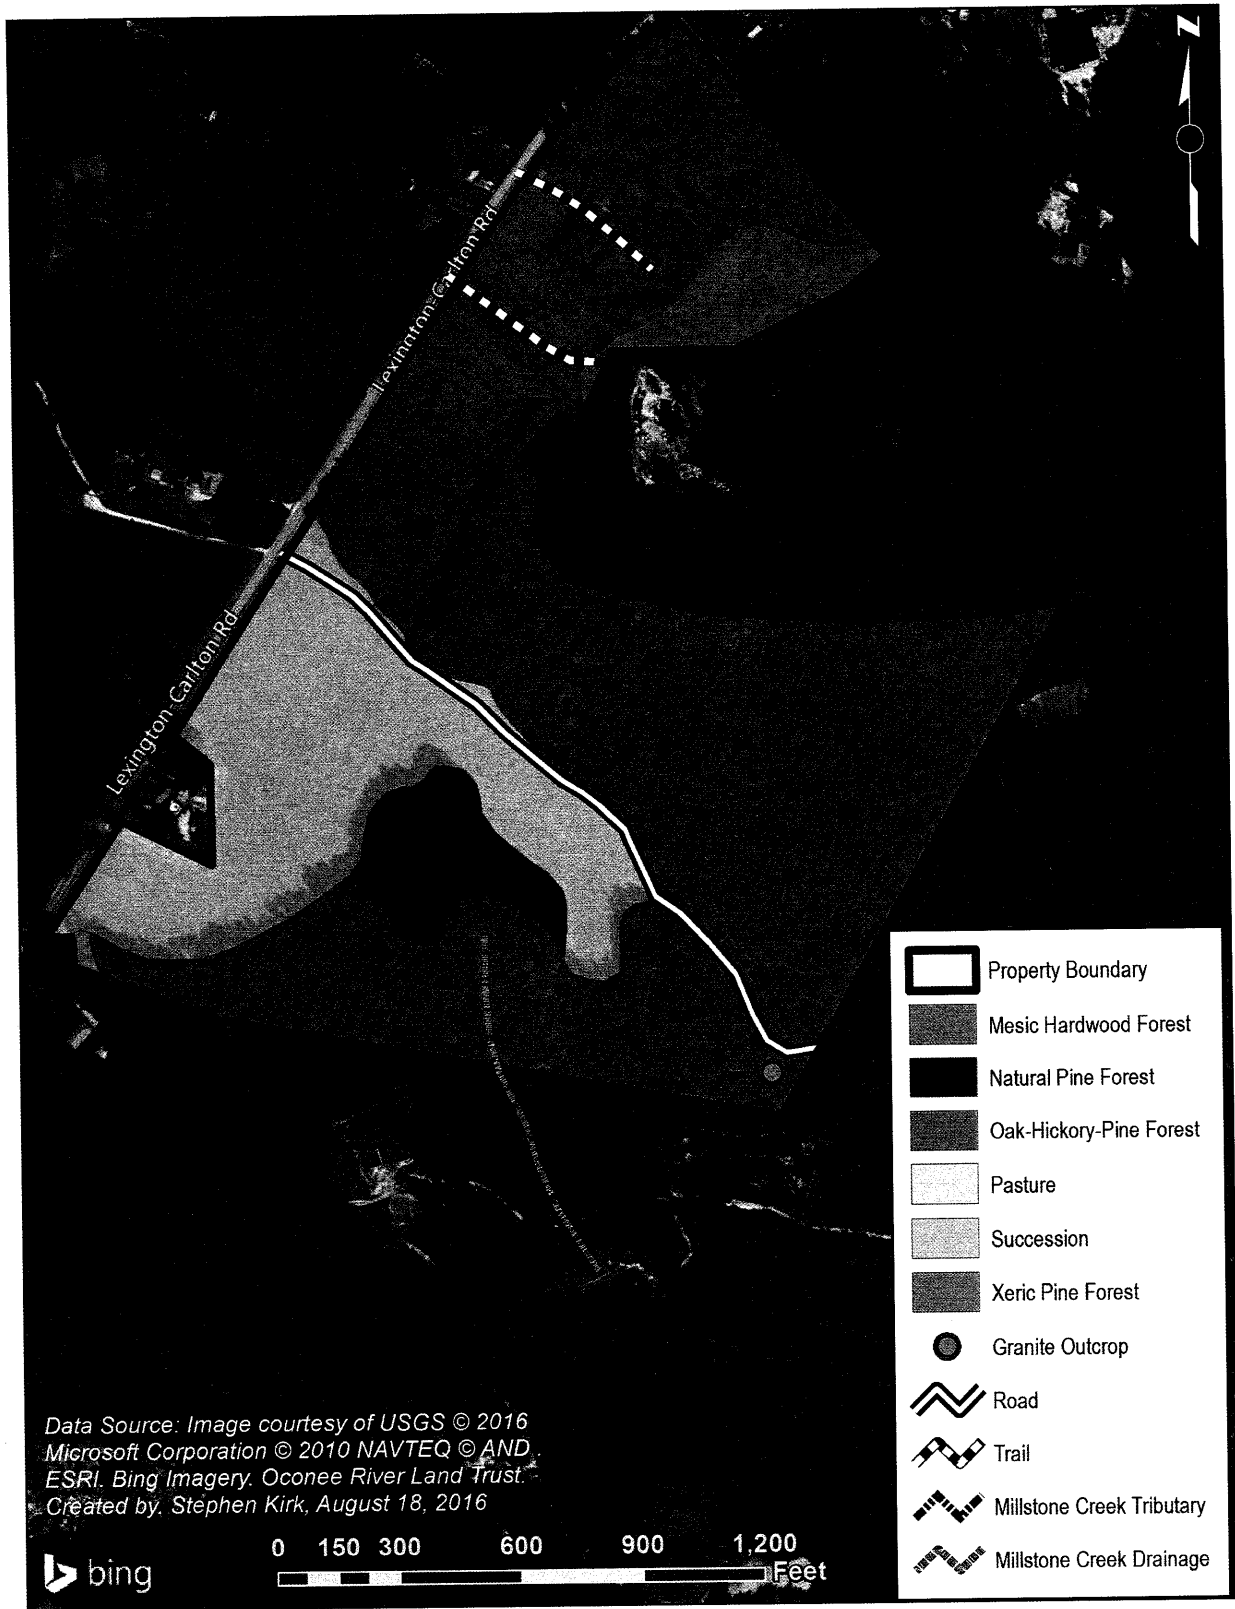 N
Lexington-Carlton Rd
Lexington-Carlton Rd
Property Boundary
Mesic Hardwood Forest
Natural Pine Forest
Oak-Hickory-Pine Forest
Pasture
Succession
Xeric Pine Forest
Granite Outcrop
Road
Trail
Millstone Creek Tributary
Millstone Creek Drainage
Data Source: Image courtesy of USGS © 2016
Microsoft Corporation © 2010 NAVTEQ © AND
ESRI. Bing Imagery. Oconee River Land Trust.
Created by. Stephen Kirk, August 18, 2016
0 150 300 600 900 1,200
Feet
bing